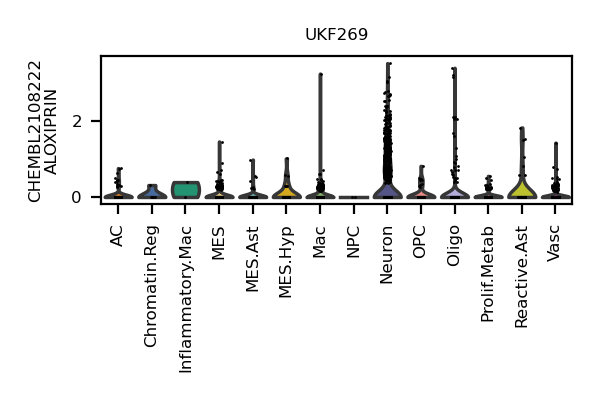 UKF269
CHEMBL2108222
ALOXIPRIN
2
0
AC
Chromatin.Reg
Inflammatory.Mac
MES
MES.Ast
MES.Hyp
Mac
NPC
Neuron
OPC
Oligo
Prolif.Metab
Reactive.Ast
Vasc